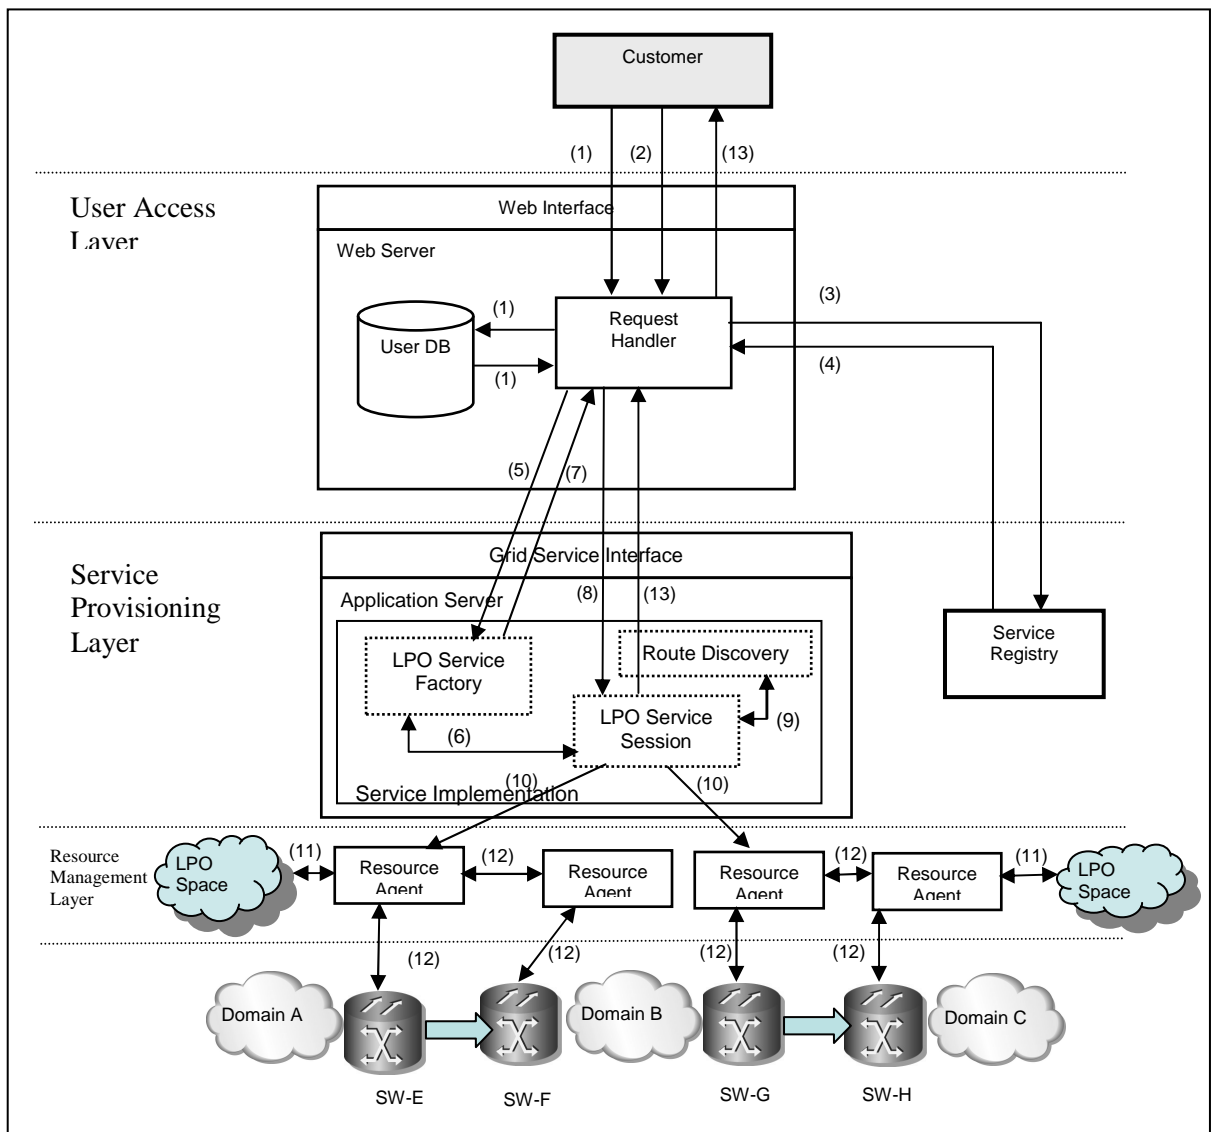 Customer
(1)
(2)
(13)
User Access
Layer
Web Interface
Web Server
(3)
(1)
Request
Handler
User DB
(4)
(1)
(5)
(7)
Grid Service Interface
Service
Provisioning
Layer
Application Server
(8)
(13)
Service
Registry
LPO Service
Factory
Route Discovery
LPO Service
Session
(9)
(6)
(10)
(10)
Service Implementation
Resource
Management
Layer
LPO
Space
(11)
Resource
Agent
(12)
Resource
Agent
Resource
Agent
(12)
Resource
Agent
(11)
LPO
Space
(12)
(12)
(12)
(12)
Domain A
Domain B
Domain C
SW-E
SW-F
SW-G
SW-H